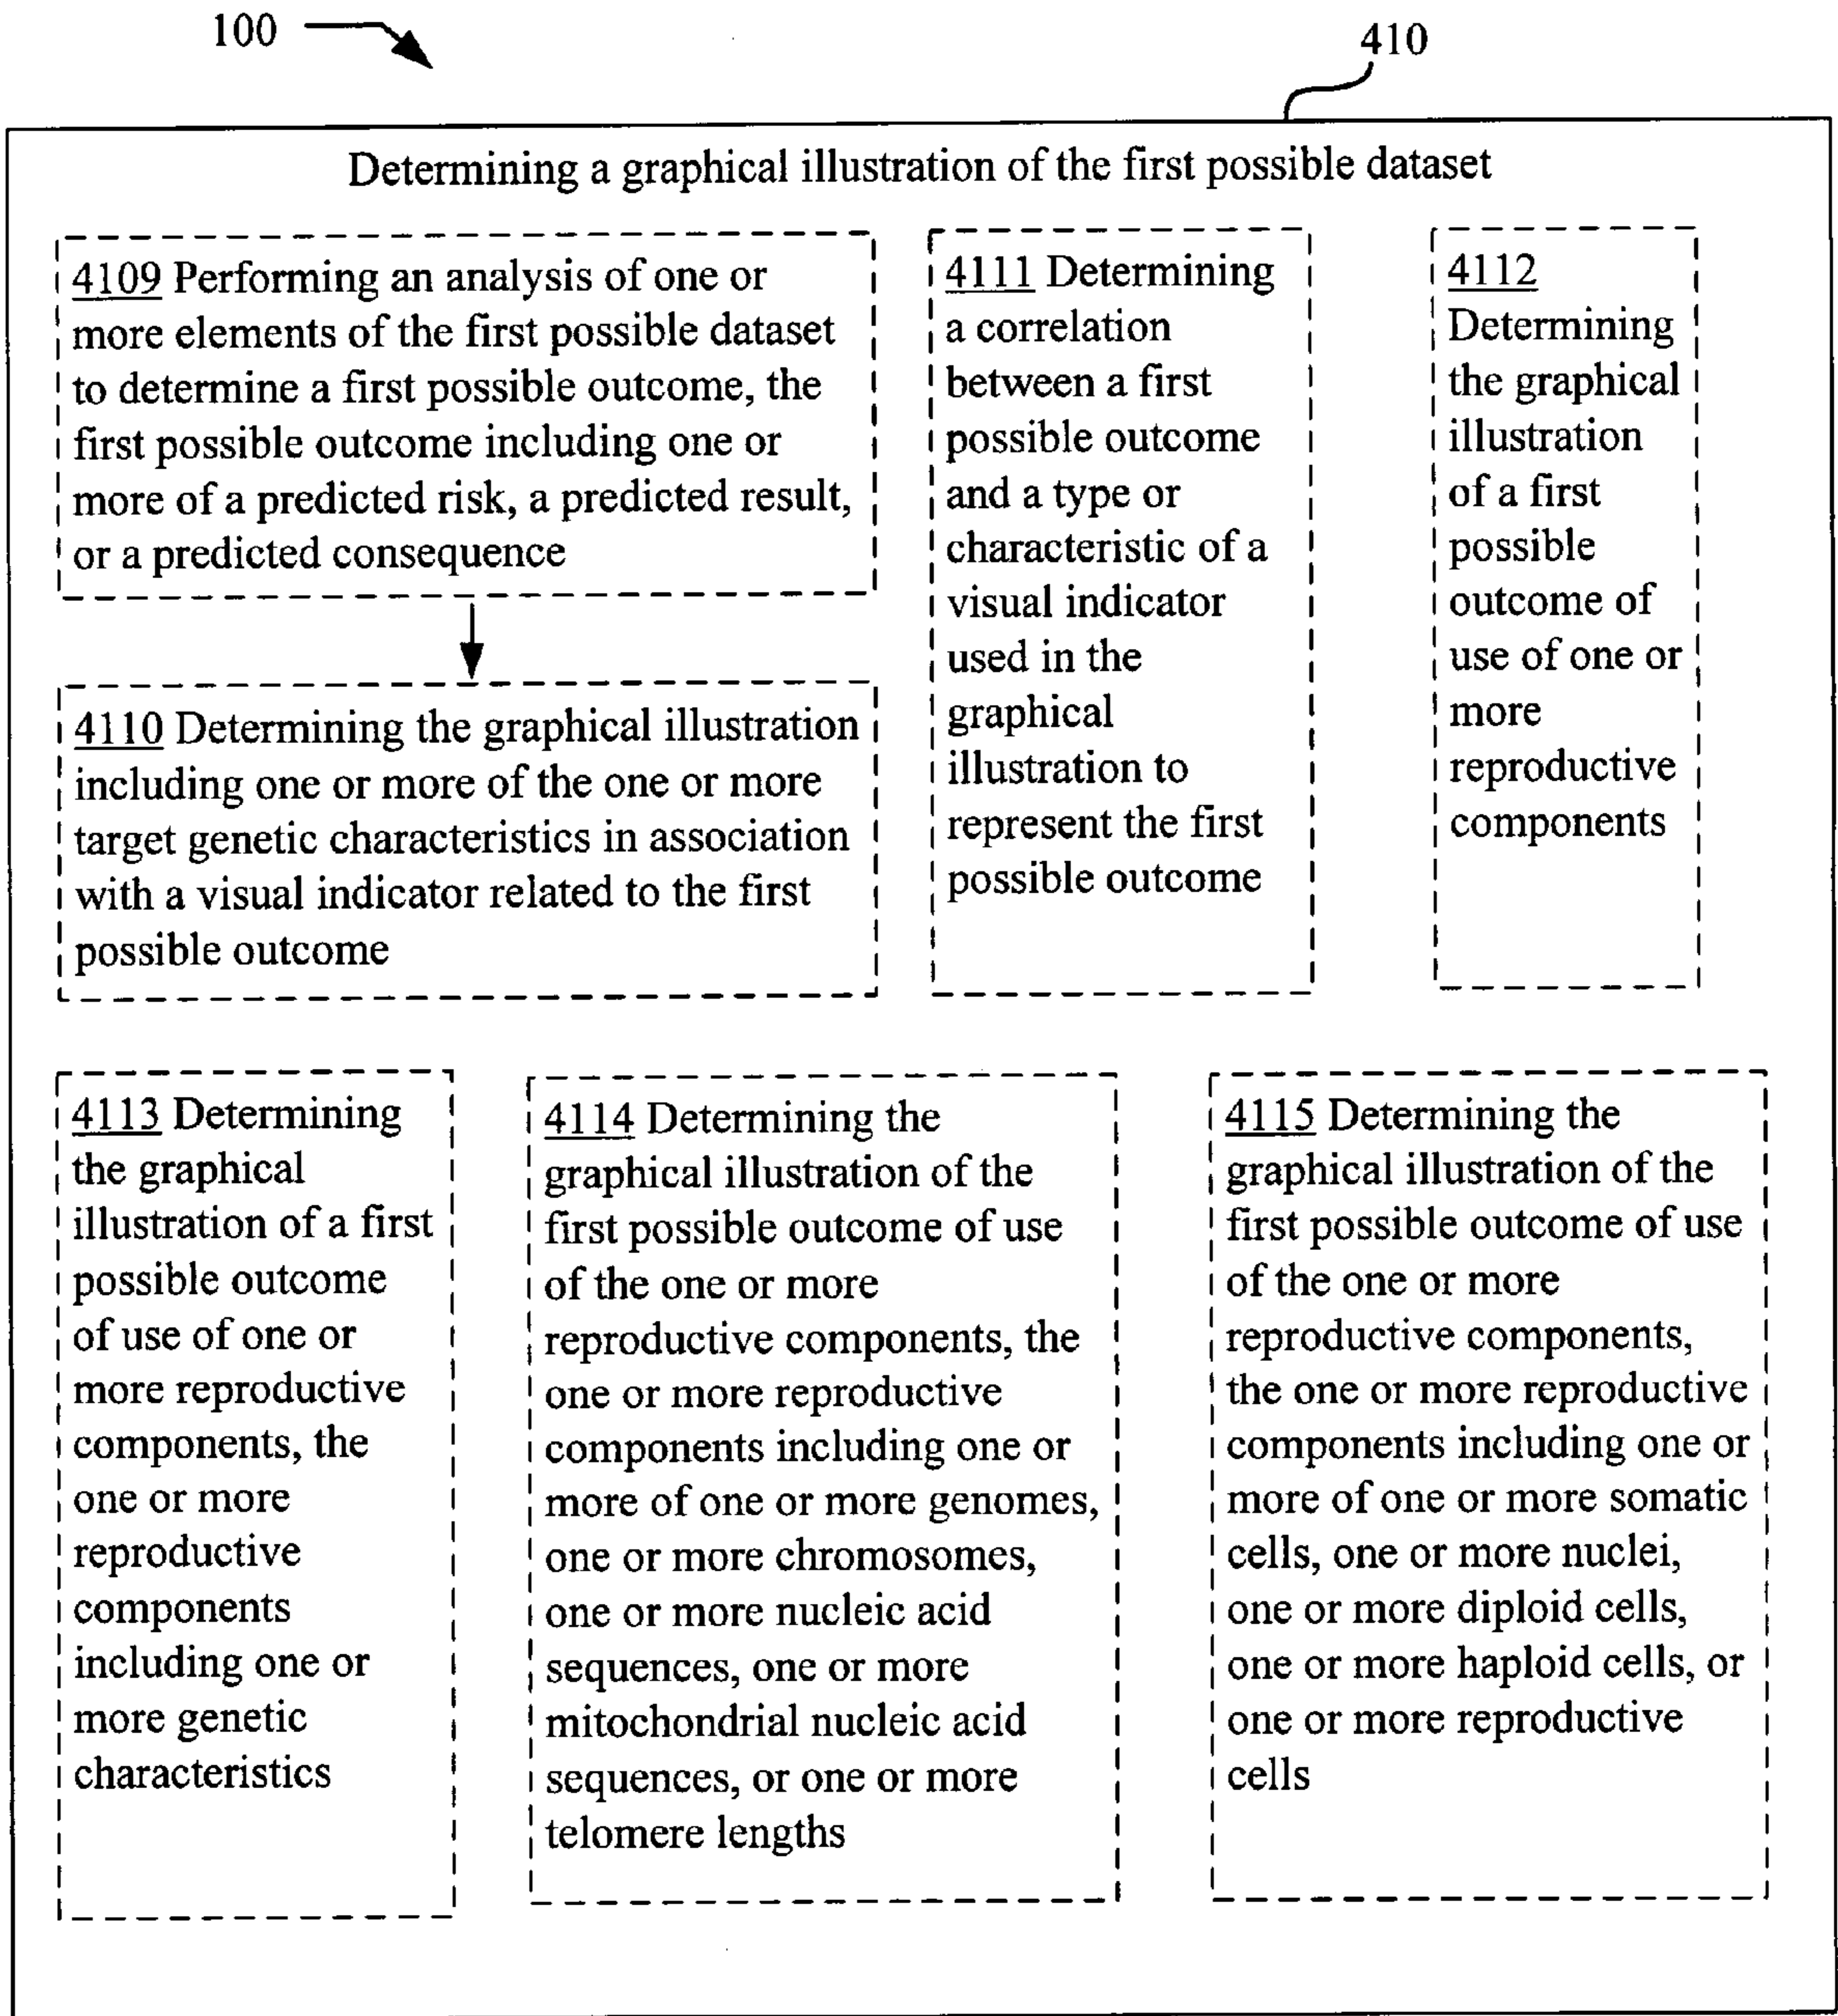 100
410
Determining a graphical illustration of the first possible dataset
4109 Performing an analysis of one or
more elements of the first possible dataset
to determine a first possible outcome, the
first possible outcome including one or
more of a predicted risk, a predicted result,
or a predicted consequence
4110 Determining the graphical illustration
including one or more of the one or more
target genetic characteristics in association
with a visual indicator related to the first
possible outcome
4111 Determining
a correlation
between a first
possible outcome
and a type or
characteristic of a
visual indicator
used in the
graphical
illustration to
represent the first
possible outcome
4112
Determining
the graphical
illustration
of a first
possible
outcome of
use of one or
more
reproductive
components
4113 Determining
the graphical
illustration of a first
possible outcome
of use of one or
more reproductive
components, the
one or more
reproductive
components
including one or
more genetic
characteristics
4114 Determining the
graphical illustration of the
first possible outcome of use
of the one or more
reproductive components, the
one or more reproductive
components including one or
more of one or more genomes,
one or more chromosomes,
one or more nucleic acid
sequences, one or more
mitochondrial nucleic acid
sequences, or one or more
telomere lengths
4115 Determining the
graphical illustration of the
first possible outcome of use
of the one or more
reproductive components,
the one or more reproductive
components including one or
more of one or more somatic
cells, one or more nuclei,
one or more diploid cells,
one or more haploid cells, or
one or more reproductive
cells